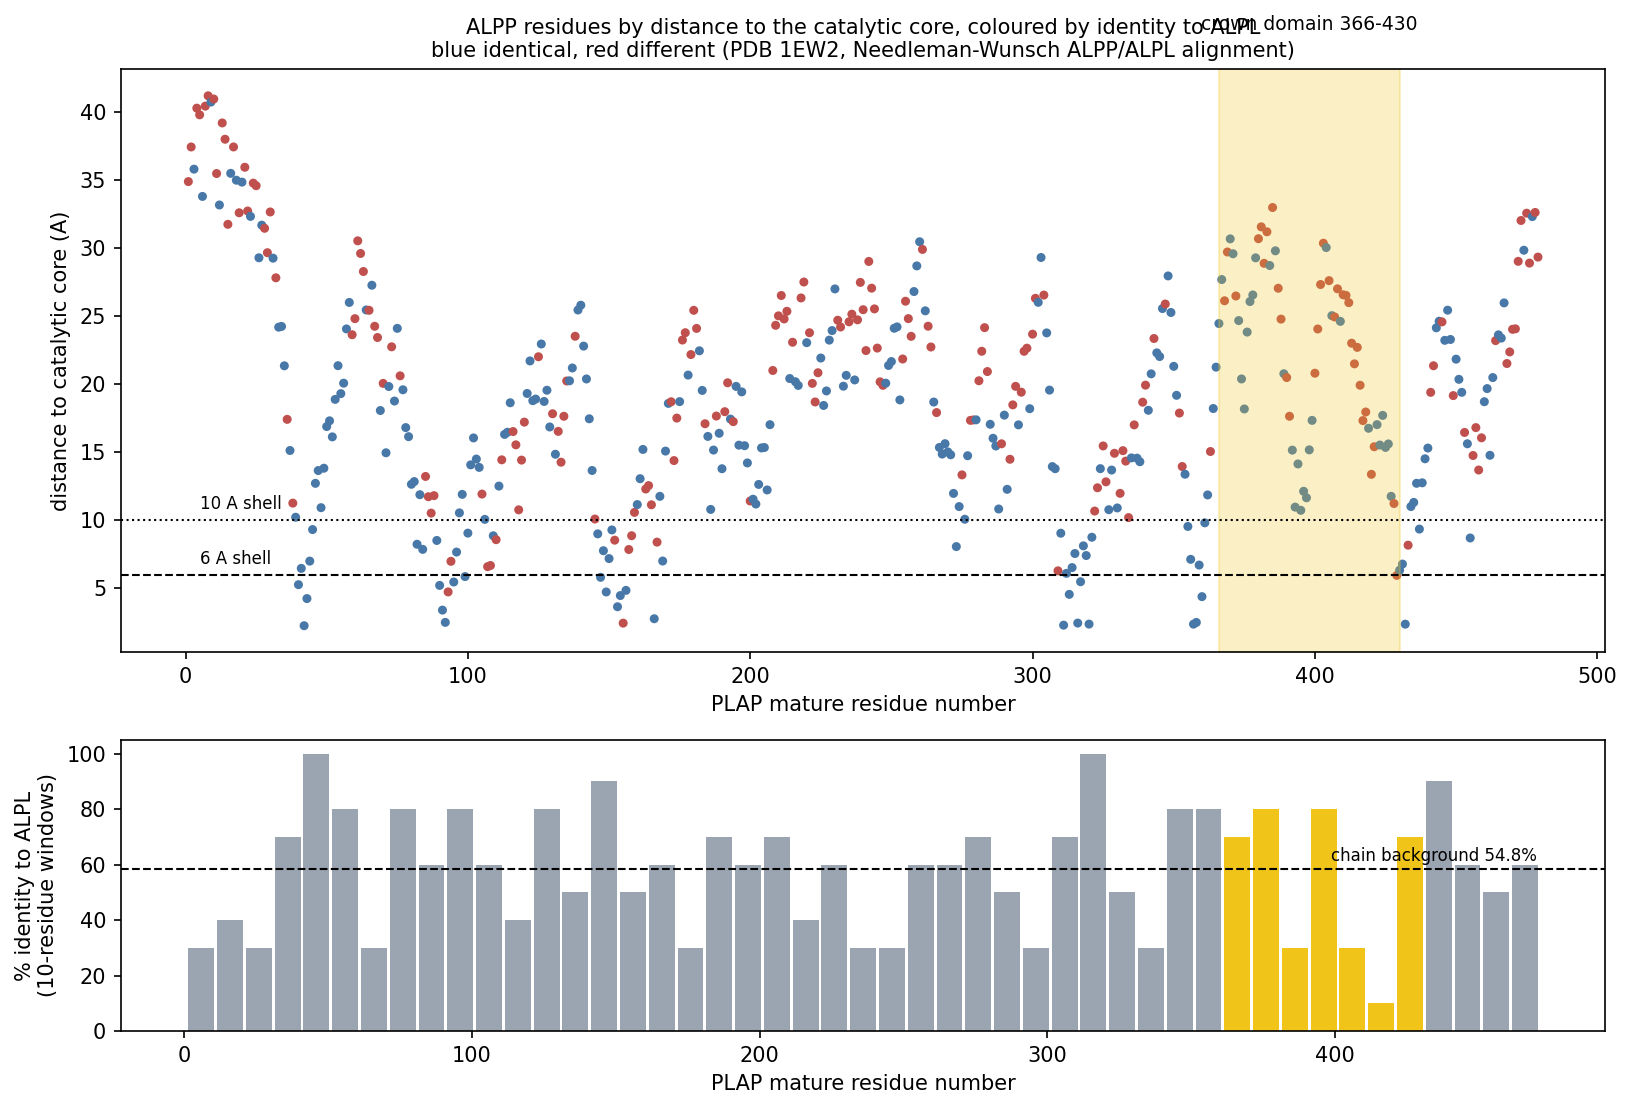 ALPP residues by distance to the catalytic core, coloured by identity to ALPL
crown domain 366-430
blue identical, red different (PDB 1EW2, Needleman-Wunsch ALPP/ALPL alignment)
distance to catalytic core (A)
40
35
30
25
20
15
10
5
10 A shell
6 A shell
0
100
200
300
400
500
PLAP mature residue number
% identity to ALPL
(10-residue windows)
100
80
60
40
20
0
chain background 54.8%
0
100
200
300
400
PLAP mature residue number